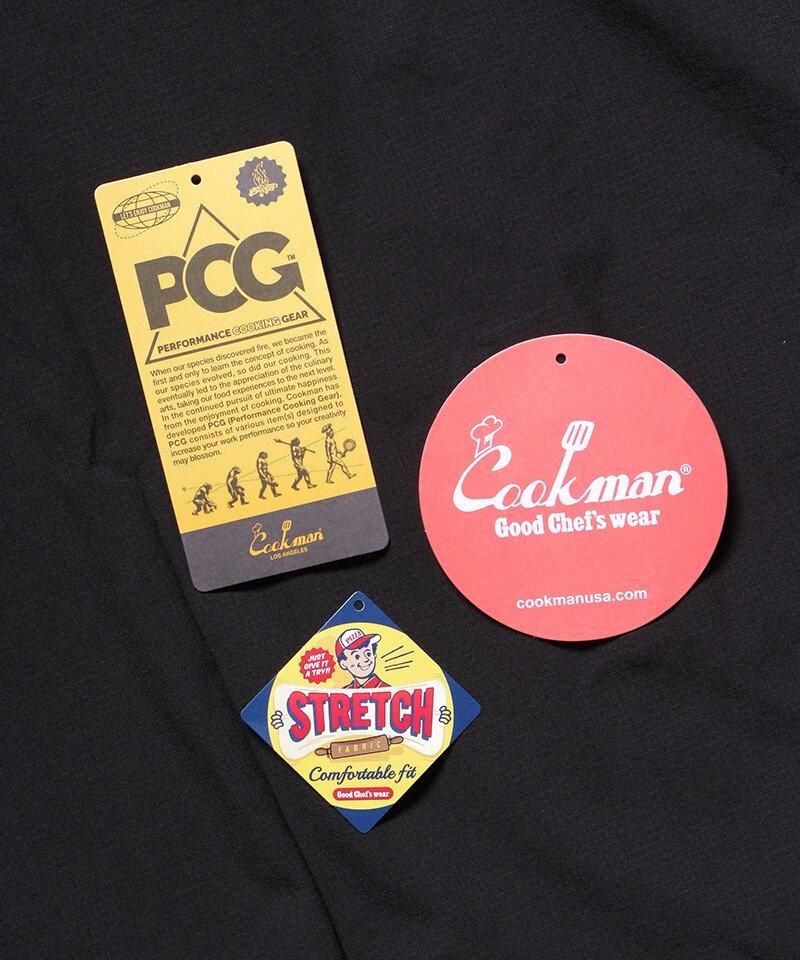 LET'S ENJOY COOKMAN
PCG™
PERFORMANCE COOKING GEAR
When our species discovered fire, we became the
first and only to learn the concept of cooking. As
our species evolved, so did our cooking. This
eventually led to the appreciation of the culinary
arts, taking our food experiences to the next level.
In the continued pursuit of ultimate happiness
from the enjoyment of cooking, Cookman has
developed PCG (Performance Cooking Gear).
PCG consists of various item(s) designed to
increase your work performance so your creativity
may blossom.
Cookman®
LOS ANGELES
Cookman®
Good Chef's wear
cookmanusa.com
JUST
GIVE IT
A TRY!!
STRETCH
FABRIC
Comfortable fit
Good Chef's wear